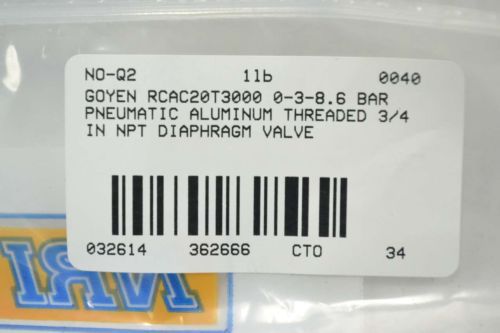 NO-Q2 1lb 0040
GOYEN RCAC20T3000 0-3-8.6 BAR
PNEUMATIC ALUMINUM THREADED 3/4
IN NPT DIAPHRAGM VALVE
032614 362666 CTO 34